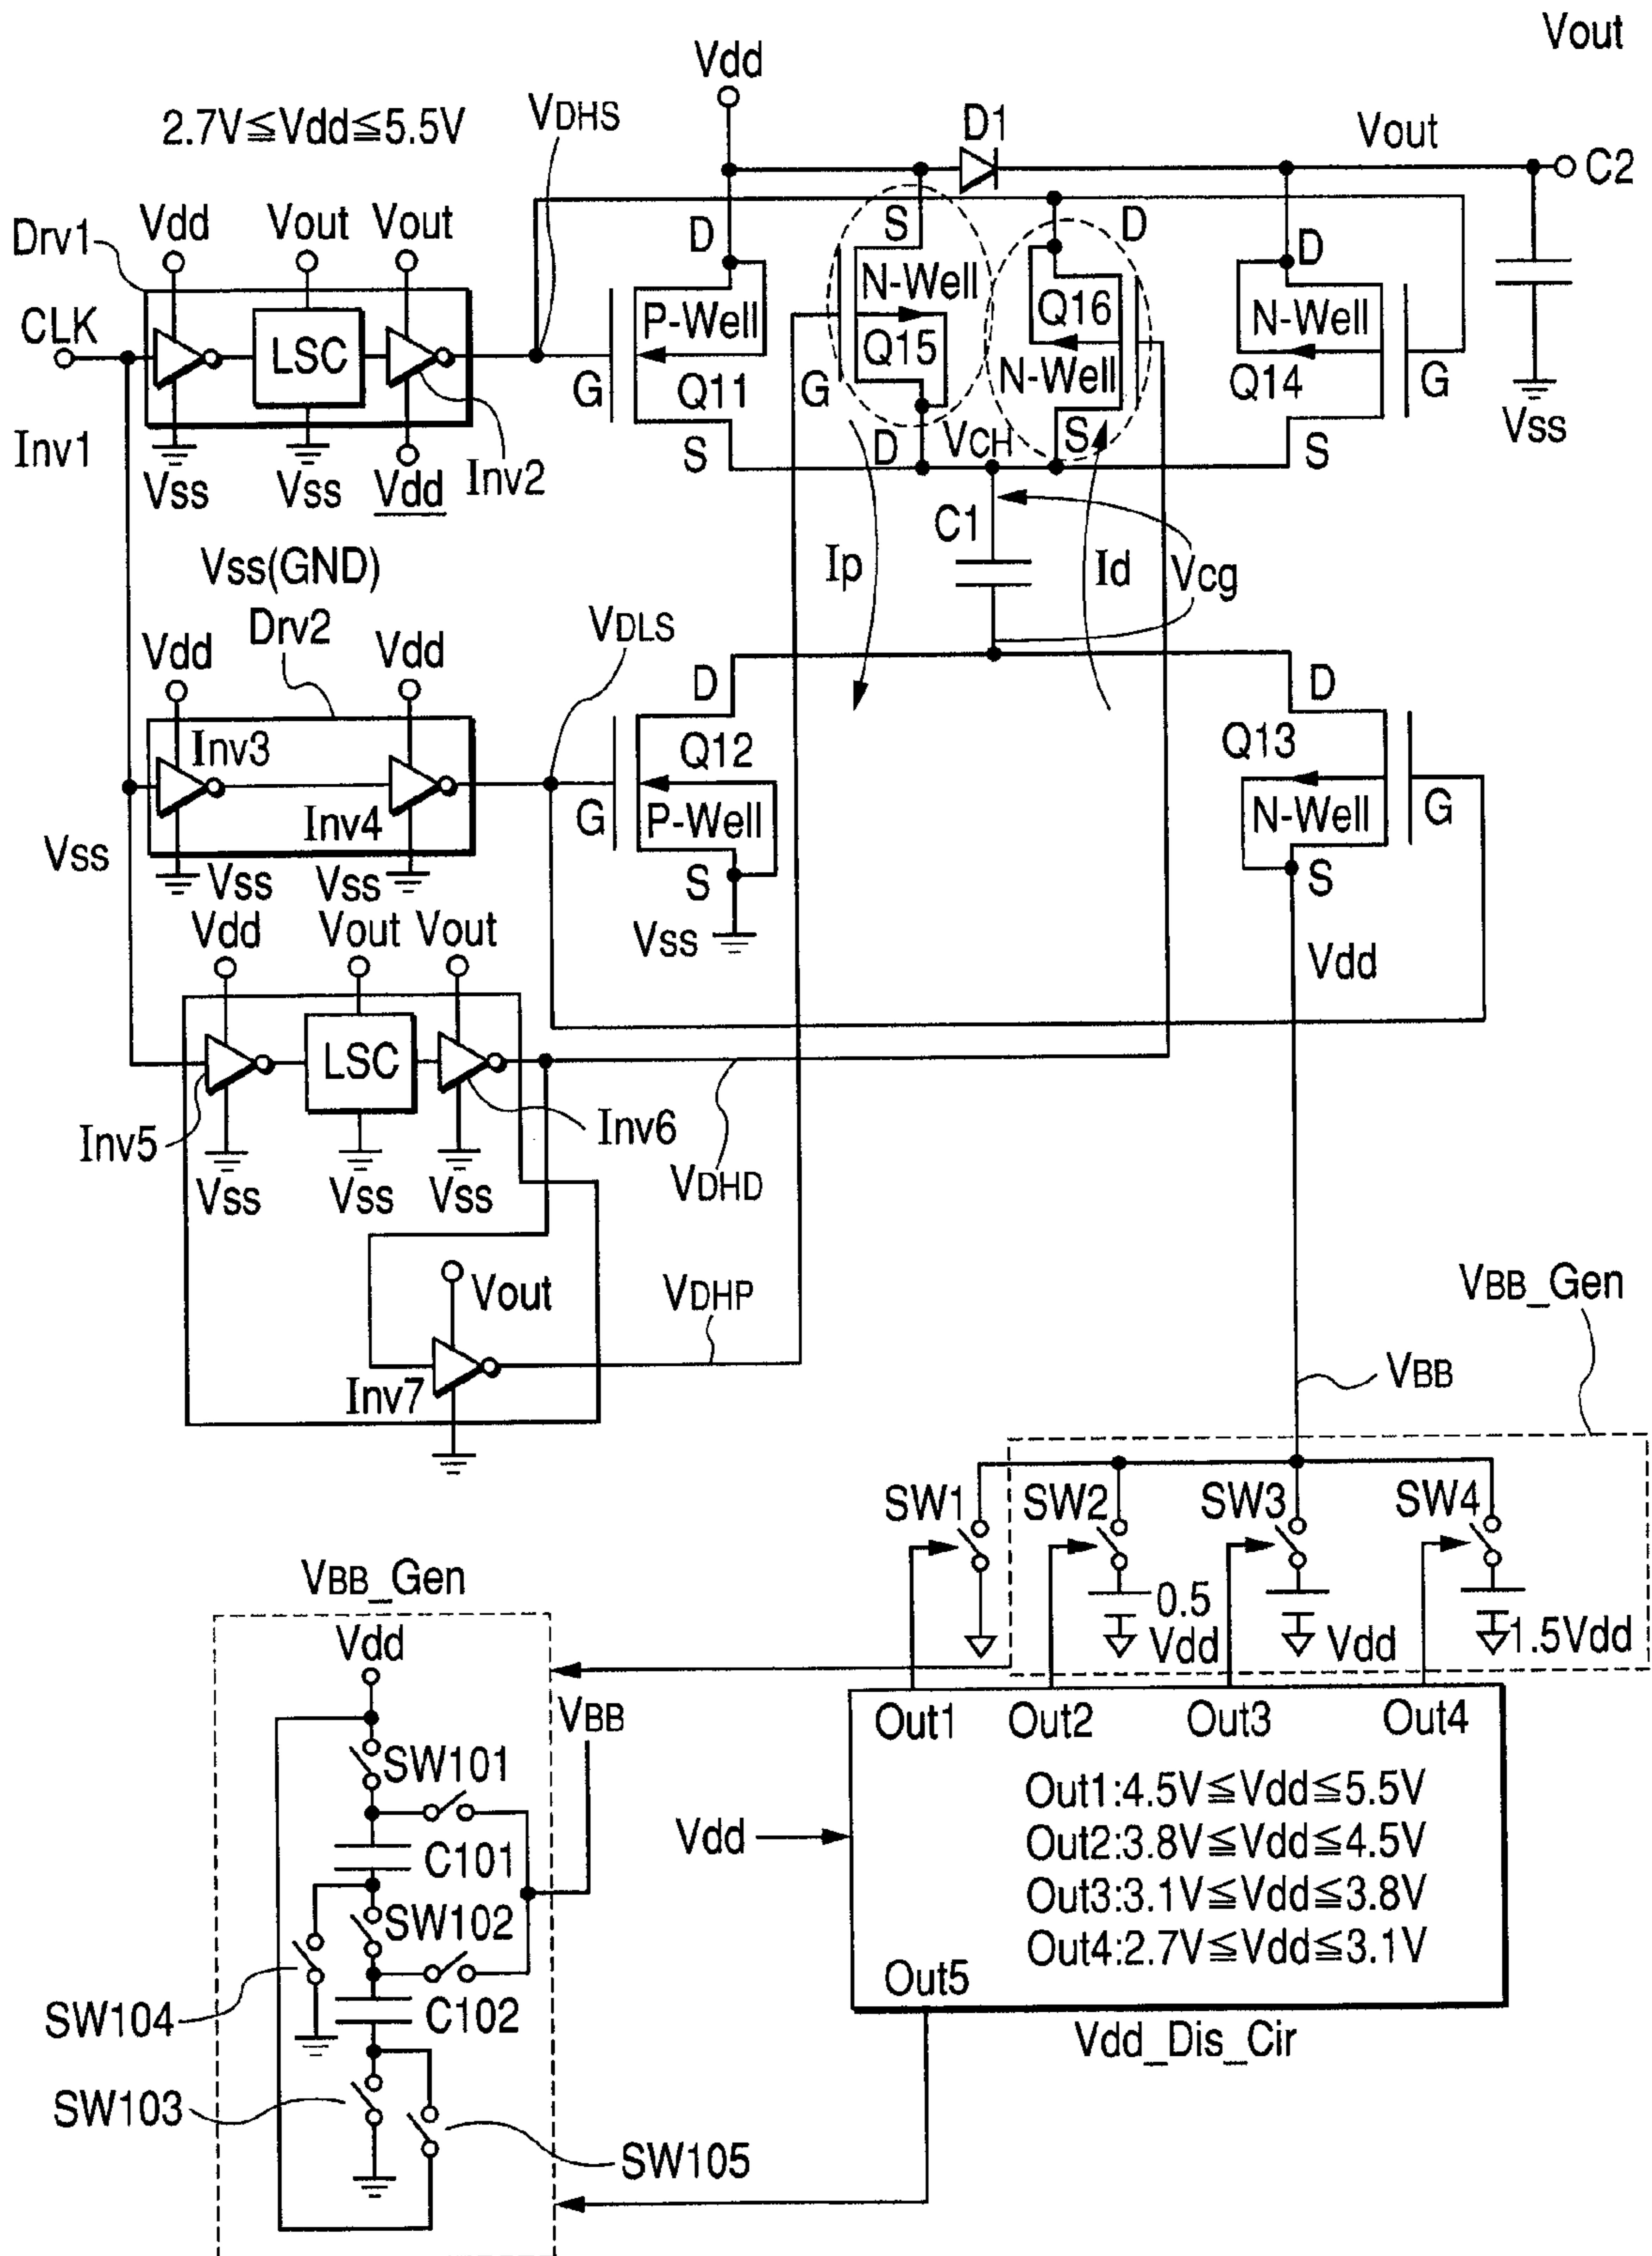 Vout
Vdd
2.7V≦Vdd≦5.5V
VDHS
D1
Vout
C2
Drv1
Vdd
Vout
Vout
D
S
D
D
N-Well
P-Well
Q16
N-Well
CLK
LSC
Q15
G
Q11
N-Well
Q14
G
G
Vss
Inv1
S
D
VCH
S
S
Vss
Vss
Vdd
Inv2
C1
Vss(GND)
Ip
Id
Vcg
Drv2
VDLS
Vdd
Vdd
D
D
Inv3
Q12
Q13
Inv4
G
P-Well
N-Well
G
Vss
Vss
Vss
S
S
Vdd
Vout
Vout
Vss
Vdd
LSC
Inv5
Inv6
Vss
Vss
Vss
VDHD
Vout
VDHP
VBB_Gen
Inv7
VBB
SW1
SW2
SW3
SW4
VBB_Gen
0.5
Vdd
Vdd
1.5Vdd
Vdd
VBB
Out1
Out2
Out3
Out4
SW101
Out1:4.5V≦Vdd≦5.5V
Vdd
Out2:3.8V≦Vdd≦4.5V
C101
Out3:3.1V≦Vdd≦3.8V
SW102
Out4:2.7V≦Vdd≦3.1V
Out5
SW104
C102
Vdd_Dis_Cir
SW103
SW105